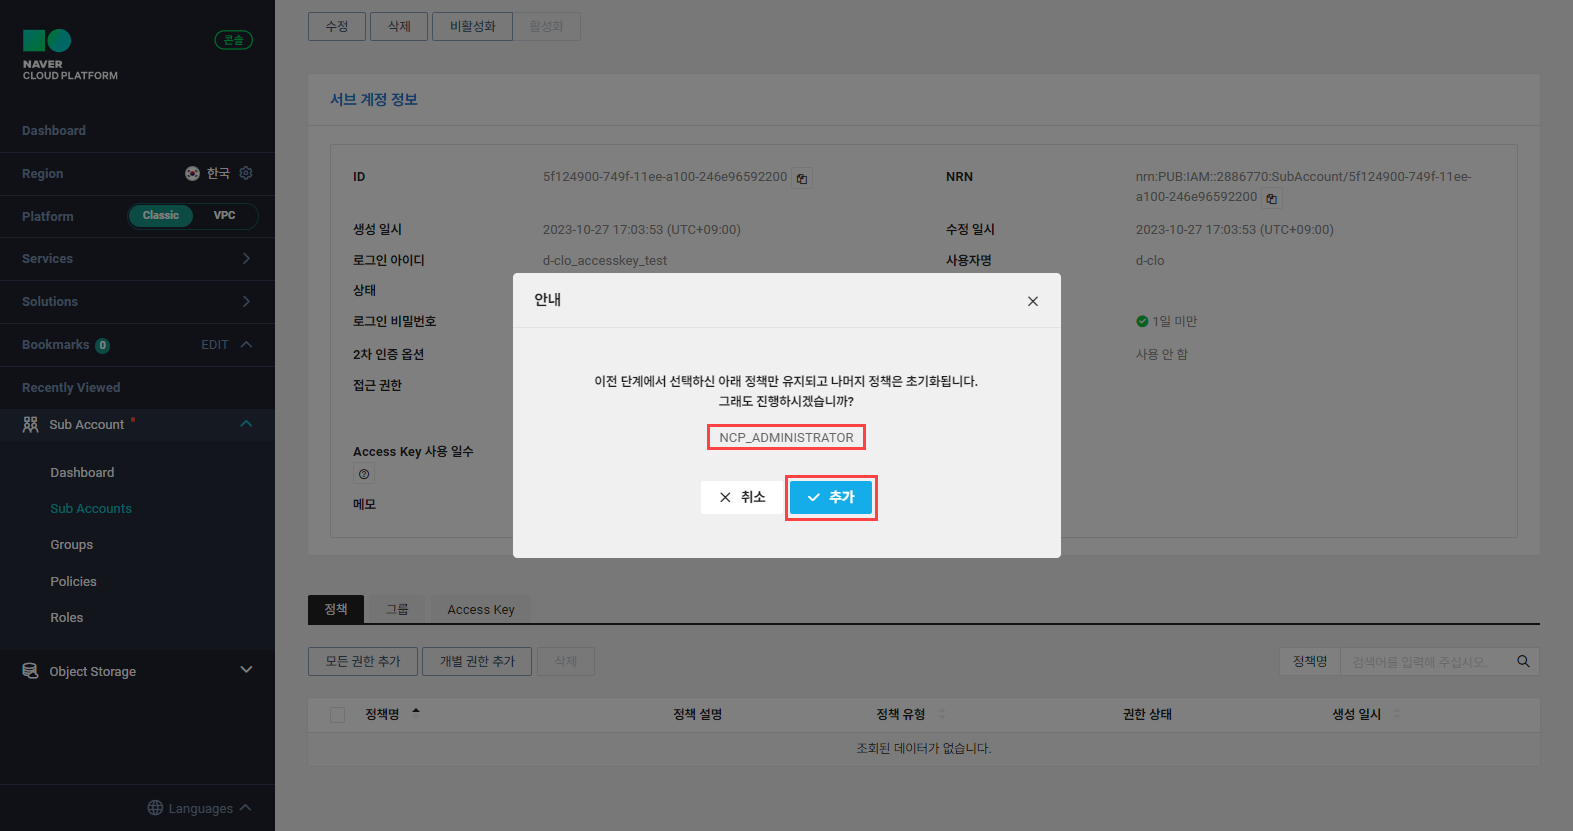 콘솔
NAVER
CLOUD PLATFORM
Dashboard
Region 한국
Platform Classic VPC
Services
Solutions
Bookmarks 0 EDIT
Recently Viewed
Sub Account
Dashboard
Sub Accounts
Groups
Policies
Roles
Object Storage
Languages
수정 삭제 비활성화 활성화
서브 계정 정보
ID 5f124900-749f-11ee-a100-246e96592200 NRN nrn:PUB:IAM::2886770:SubAccount/5f124900-749f-11ee-
a100-246e96592200
생성 일시 2023-10-27 17:03:53 (UTC+09:00) 수정 일시 2023-10-27 17:03:53 (UTC+09:00)
로그인 아이디 d-clo_accesskey_test 사용자명 d-clo
상태
로그인 비밀번호 1일 미만
2차 인증 옵션 사용 안 함
접근 권한
Access Key 사용 일수
메모
안내
이전 단계에서 선택하신 아래 정책만 유지되고 나머지 정책은 초기화됩니다.
그래도 진행하시겠습니까?
NCP_ADMINISTRATOR
취소 추가
정책 그룹 Access Key
모든 권한 추가 개별 권한 추가 삭제 정책명 검색어를 입력해 주십시오.
정책명 정책 설명 정책 유형 권한 상태 생성 일시
조회된 데이터가 없습니다.